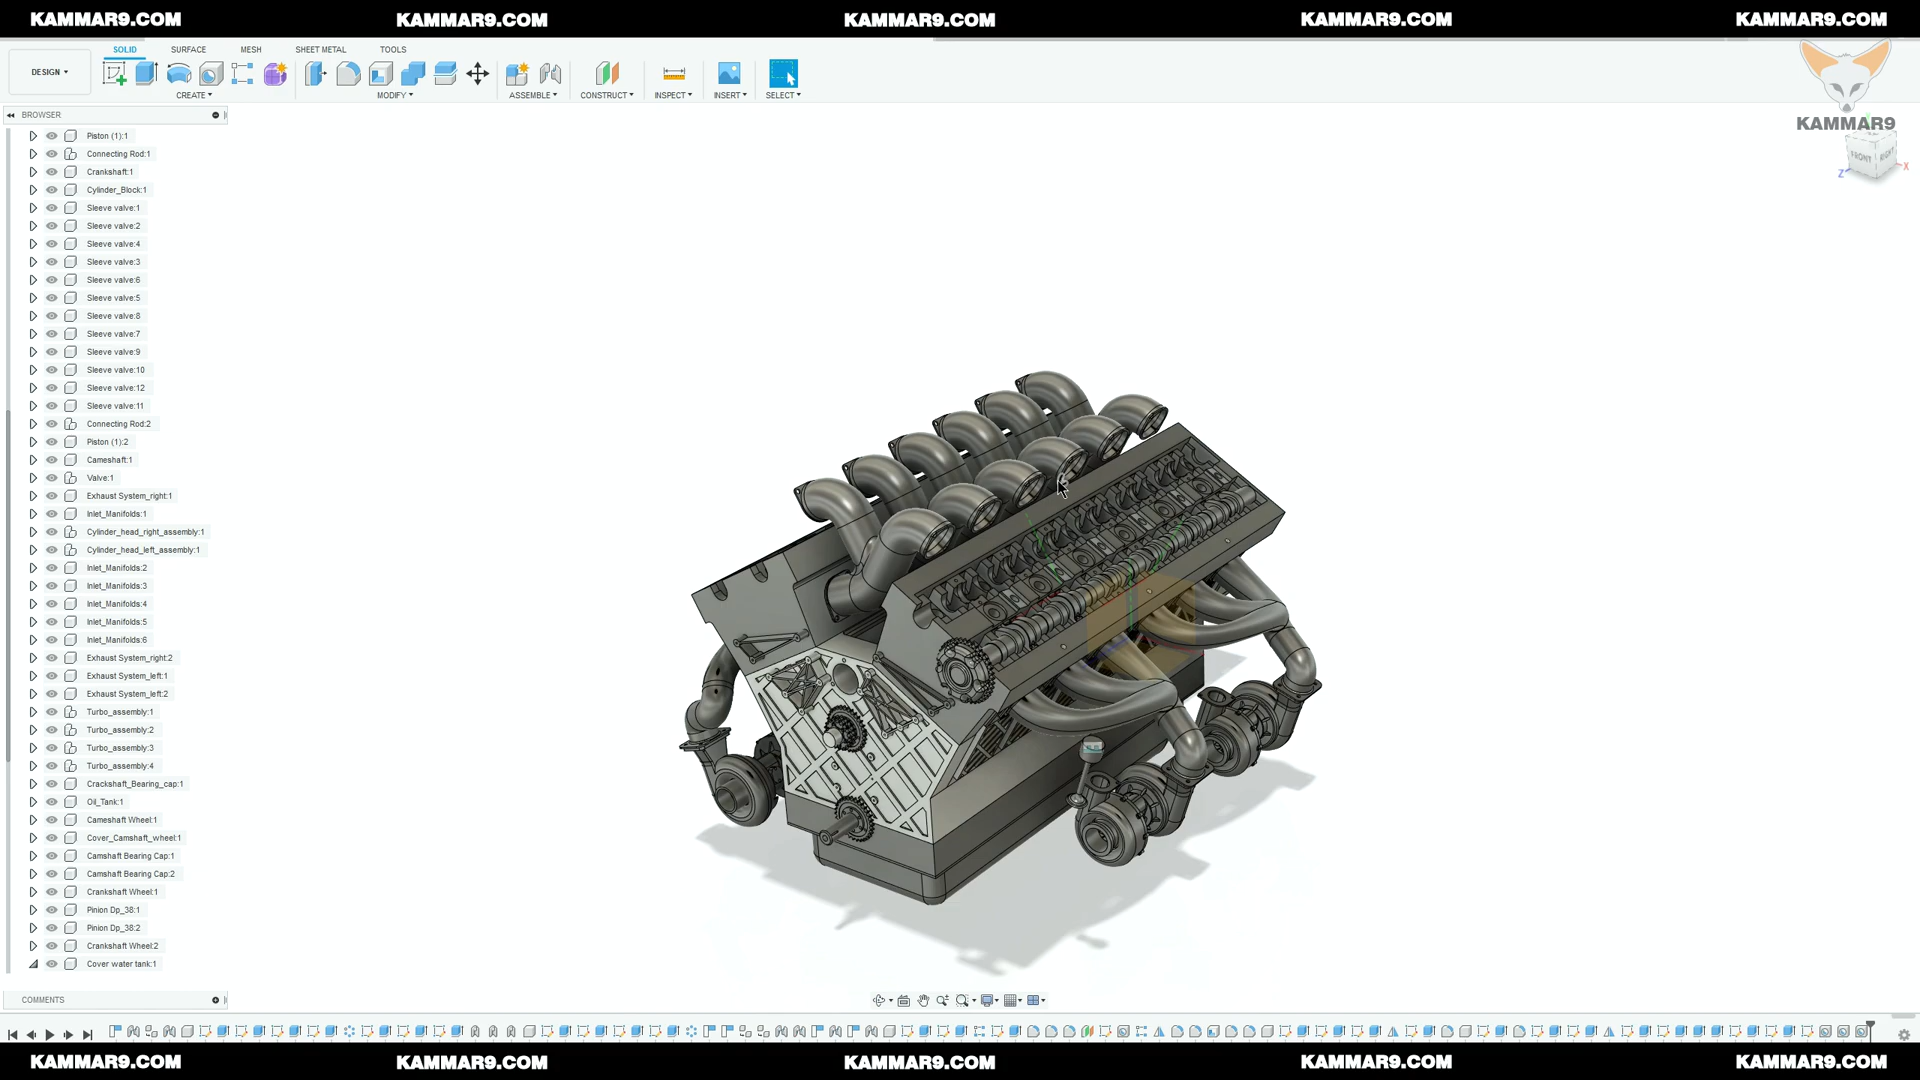 KAMMAR9.COM KAMMAR9.COM KAMMAR9.COM KAMMAR9.COM KAMMAR9.COM
SOLID SURFACE MESH SHEET METAL TOOLS
DESIGN
CREATE MODIFY ASSEMBLE CONSTRUCT INSPECT INSERT SELECT
BROWSER
KAMMAR9
FRONT RIGHT
X
Z
Piston (1):1
Connecting Rod:1
Crankshaft:1
Cylinder_Block:1
Sleeve valve:1
Sleeve valve:2
Sleeve valve:4
Sleeve valve:3
Sleeve valve:6
Sleeve valve:5
Sleeve valve:8
Sleeve valve:7
Sleeve valve:9
Sleeve valve:10
Sleeve valve:12
Sleeve valve:11
Connecting Rod:2
Piston (1):2
Cameshaft:1
Valve:1
Exhaust System_right:1
Inlet_Manifolds:1
Cylinder_head_right_assembly:1
Cylinder_head_left_assembly:1
Inlet_Manifolds:2
Inlet_Manifolds:3
Inlet_Manifolds:4
Inlet_Manifolds:5
Inlet_Manifolds:6
Exhaust System_right:2
Exhaust System_left:1
Exhaust System_left:2
Turbo_assembly:1
Turbo_assembly:2
Turbo_assembly:3
Turbo_assembly:4
Crackshaft_Bearing_cap:1
Oil_Tank:1
Cameshaft Wheel:1
Cover_Camshaft_wheel:1
Camshaft Bearing Cap:1
Camshaft Bearing Cap:2
Crankshaft Wheel:1
Pinion Dp_38:1
Pinion Dp_38:2
Crankshaft Wheel:2
Cover water tank:1
COMMENTS
KAMMAR9.COM KAMMAR9.COM KAMMAR9.COM KAMMAR9.COM KAMMAR9.COM